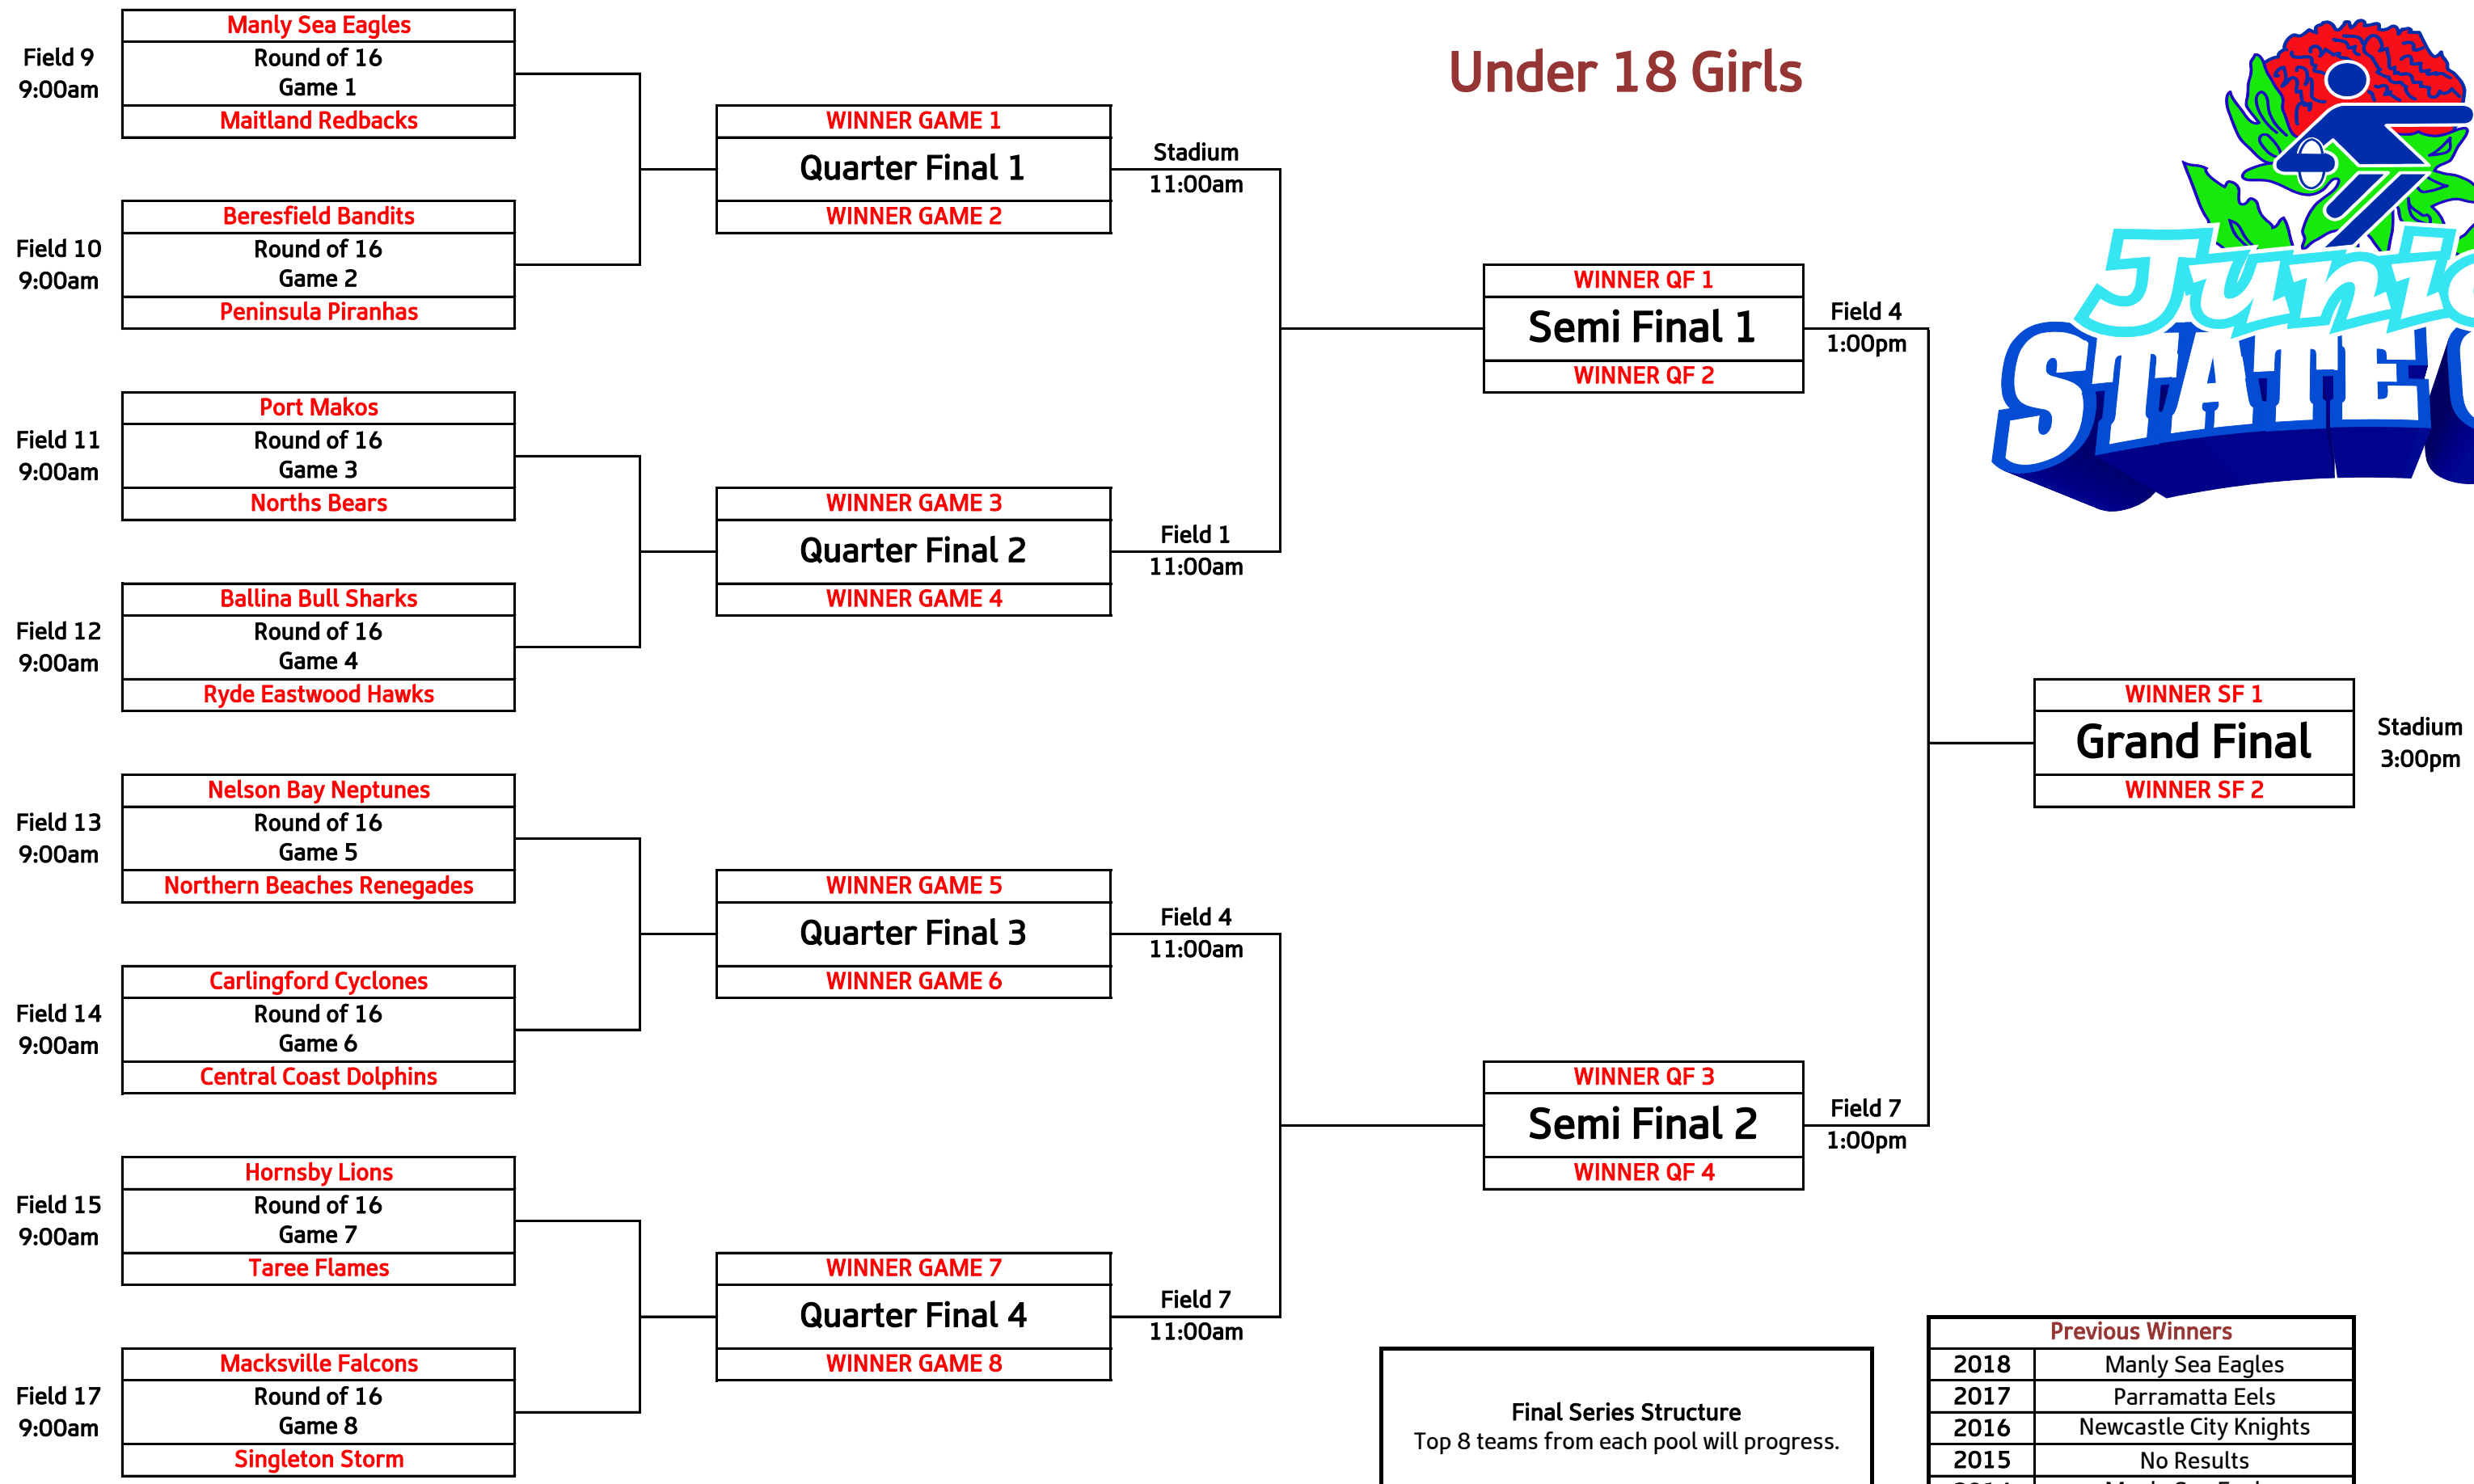 Under 18 Girls
Junio
STATE
Field 9
9:00am
Manly Sea Eagles
Round of 16
Game 1
Maitland Redbacks
Field 10
9:00am
Beresfield Bandits
Round of 16
Game 2
Peninsula Piranhas
Field 11
9:00am
Port Makos
Round of 16
Game 3
Norths Bears
Field 12
9:00am
Ballina Bull Sharks
Round of 16
Game 4
Ryde Eastwood Hawks
Field 13
9:00am
Nelson Bay Neptunes
Round of 16
Game 5
Northern Beaches Renegades
Field 14
9:00am
Carlingford Cyclones
Round of 16
Game 6
Central Coast Dolphins
Field 15
9:00am
Hornsby Lions
Round of 16
Game 7
Taree Flames
Field 17
9:00am
Macksville Falcons
Round of 16
Game 8
Singleton Storm
WINNER GAME 1
Quarter Final 1
WINNER GAME 2
Stadium
11:00am
WINNER GAME 3
Quarter Final 2
WINNER GAME 4
Field 1
11:00am
WINNER GAME 5
Quarter Final 3
WINNER GAME 6
Field 4
11:00am
WINNER GAME 7
Quarter Final 4
WINNER GAME 8
Field 7
11:00am
WINNER QF 1
Semi Final 1
WINNER QF 2
Field 4
1:00pm
WINNER QF 3
Semi Final 2
WINNER QF 4
Field 7
1:00pm
WINNER SF 1
Grand Final
WINNER SF 2
Stadium
3:00pm
Final Series Structure
Top 8 teams from each pool will progress.
Previous Winners
2018 Manly Sea Eagles
2017 Parramatta Eels
2016 Newcastle City Knights
2015 No Results